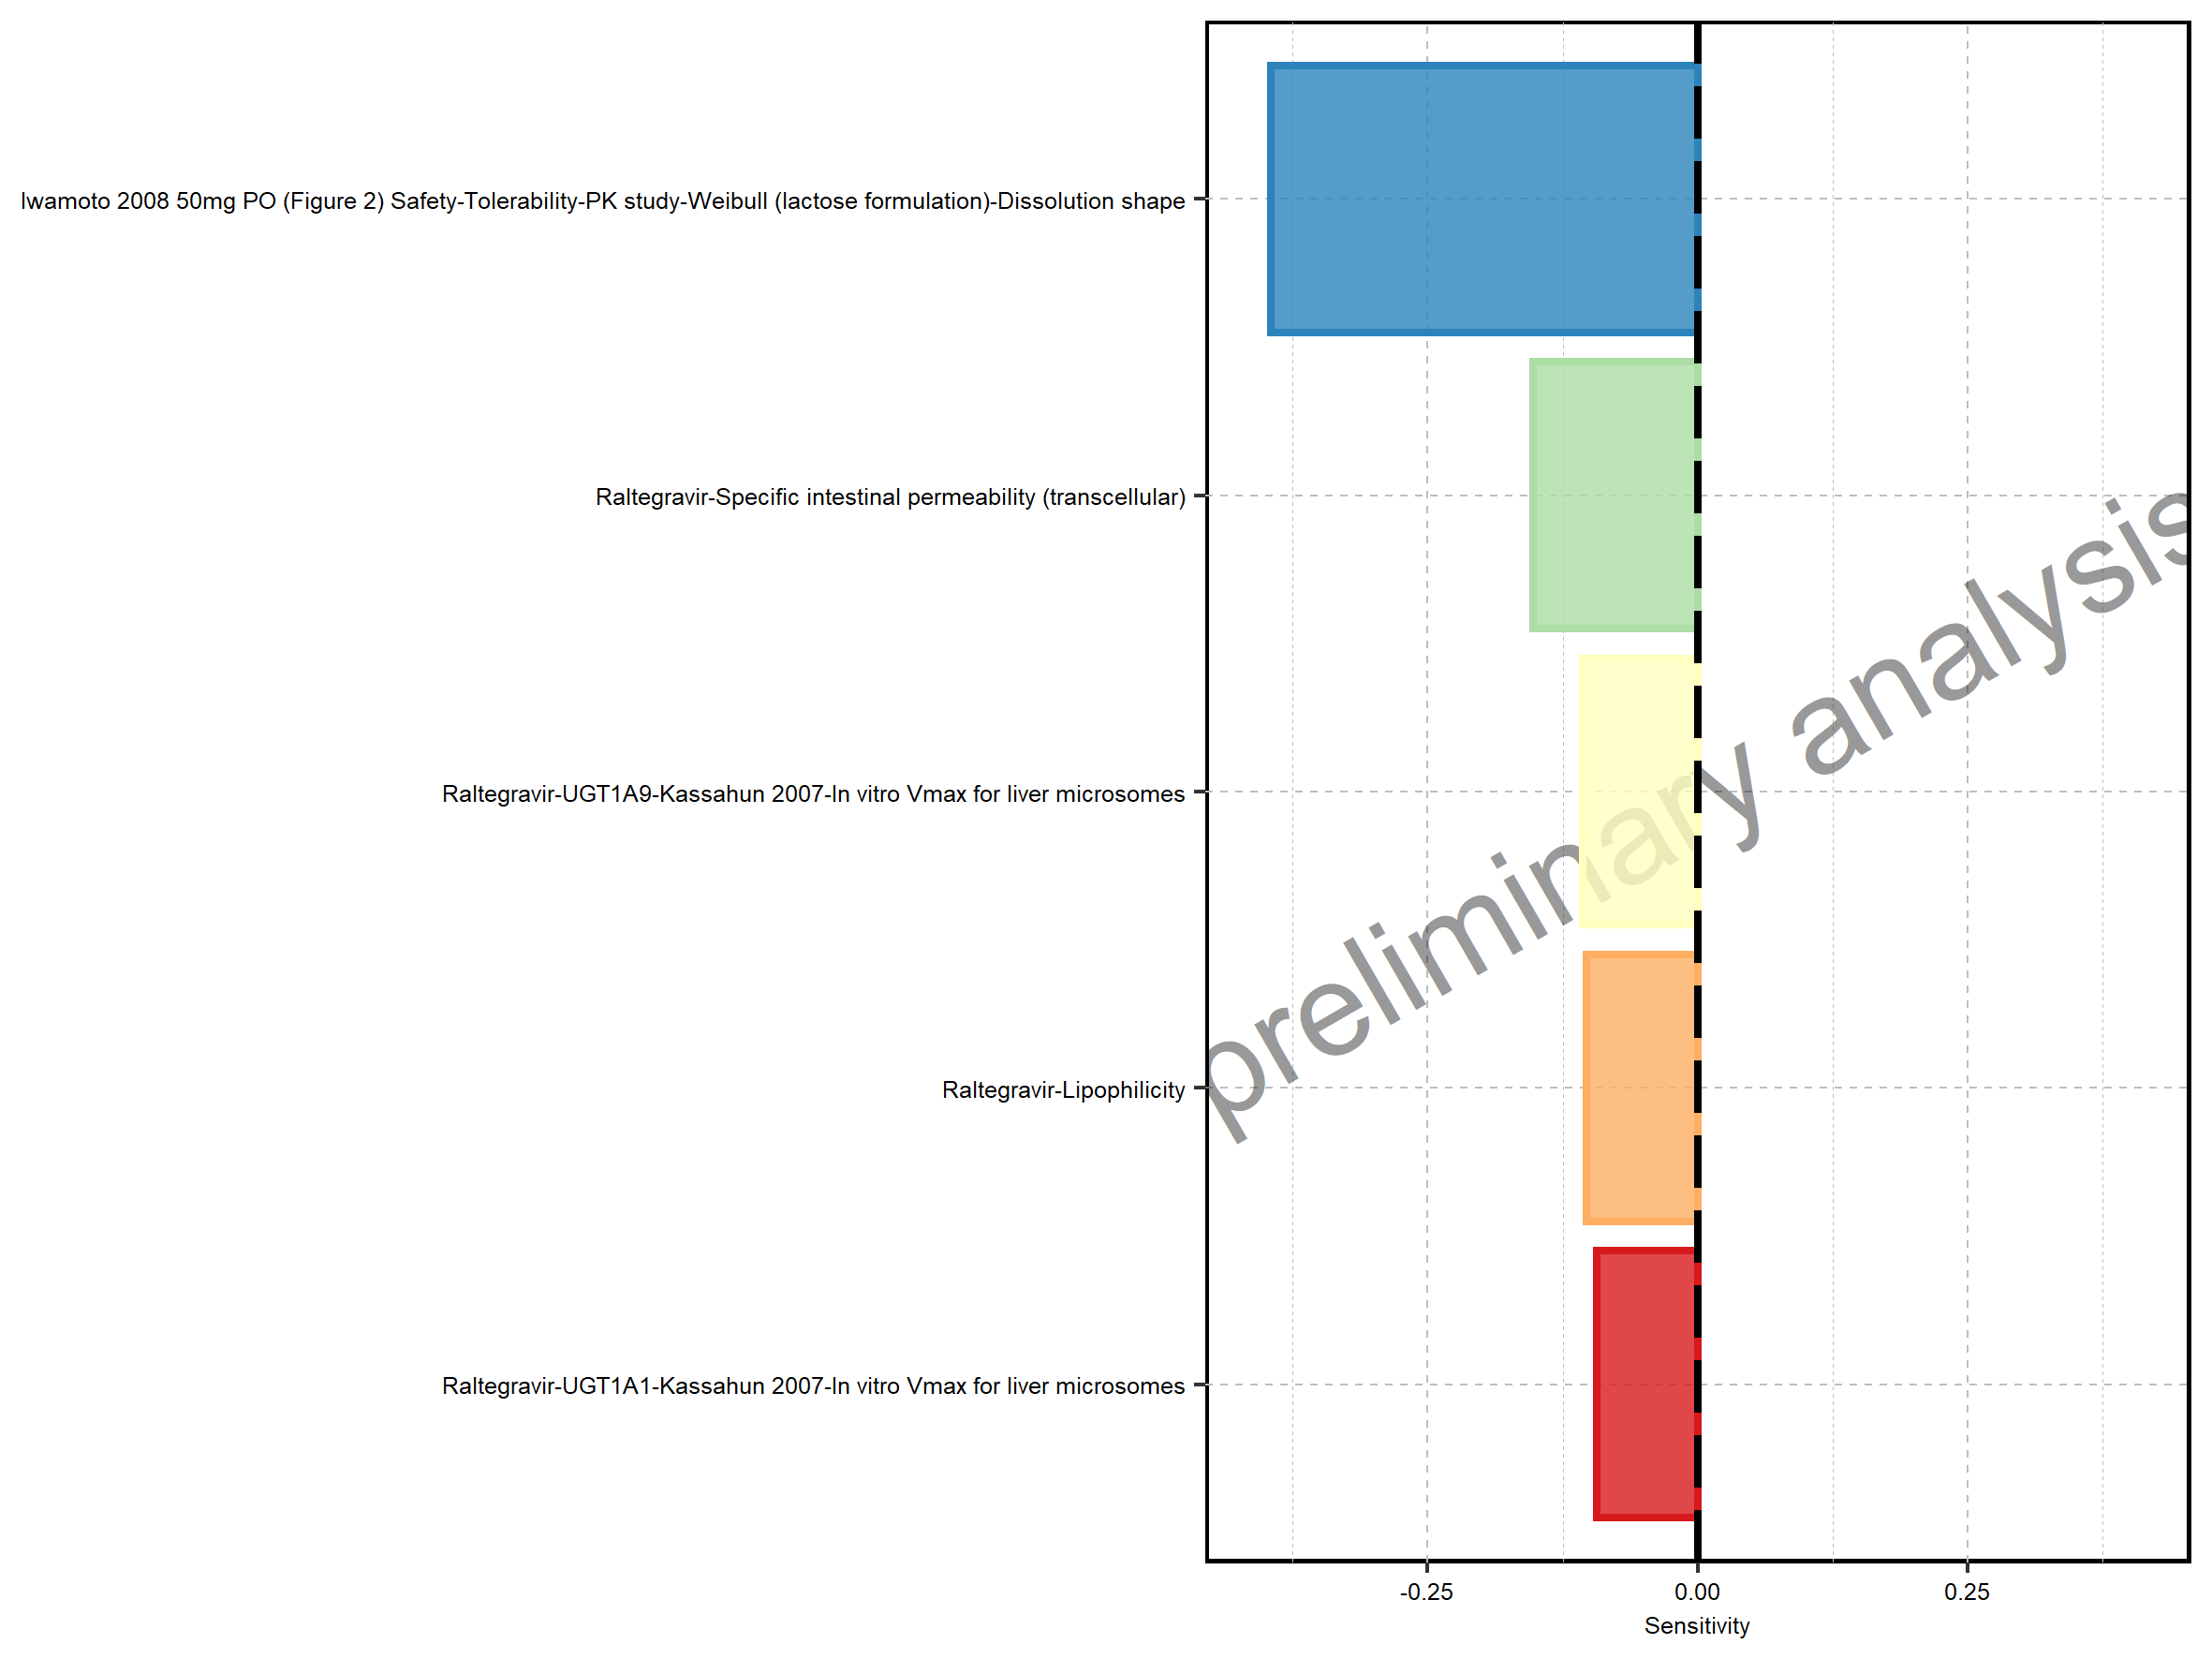 Iwamoto 2008 50mg PO (Figure 2) Safety-Tolerability-PK study-Weibull (lactose formulation)-Dissolution shape
Raltegravir-Specific intestinal permeability (transcellular)
Raltegravir-UGT1A9-Kassahun 2007-In vitro Vmax for liver microsomes
Raltegravir-Lipophilicity
Raltegravir-UGT1A1-Kassahun 2007-In vitro Vmax for liver microsomes
preliminary analysis
-0.25 0.00 0.25
Sensitivity